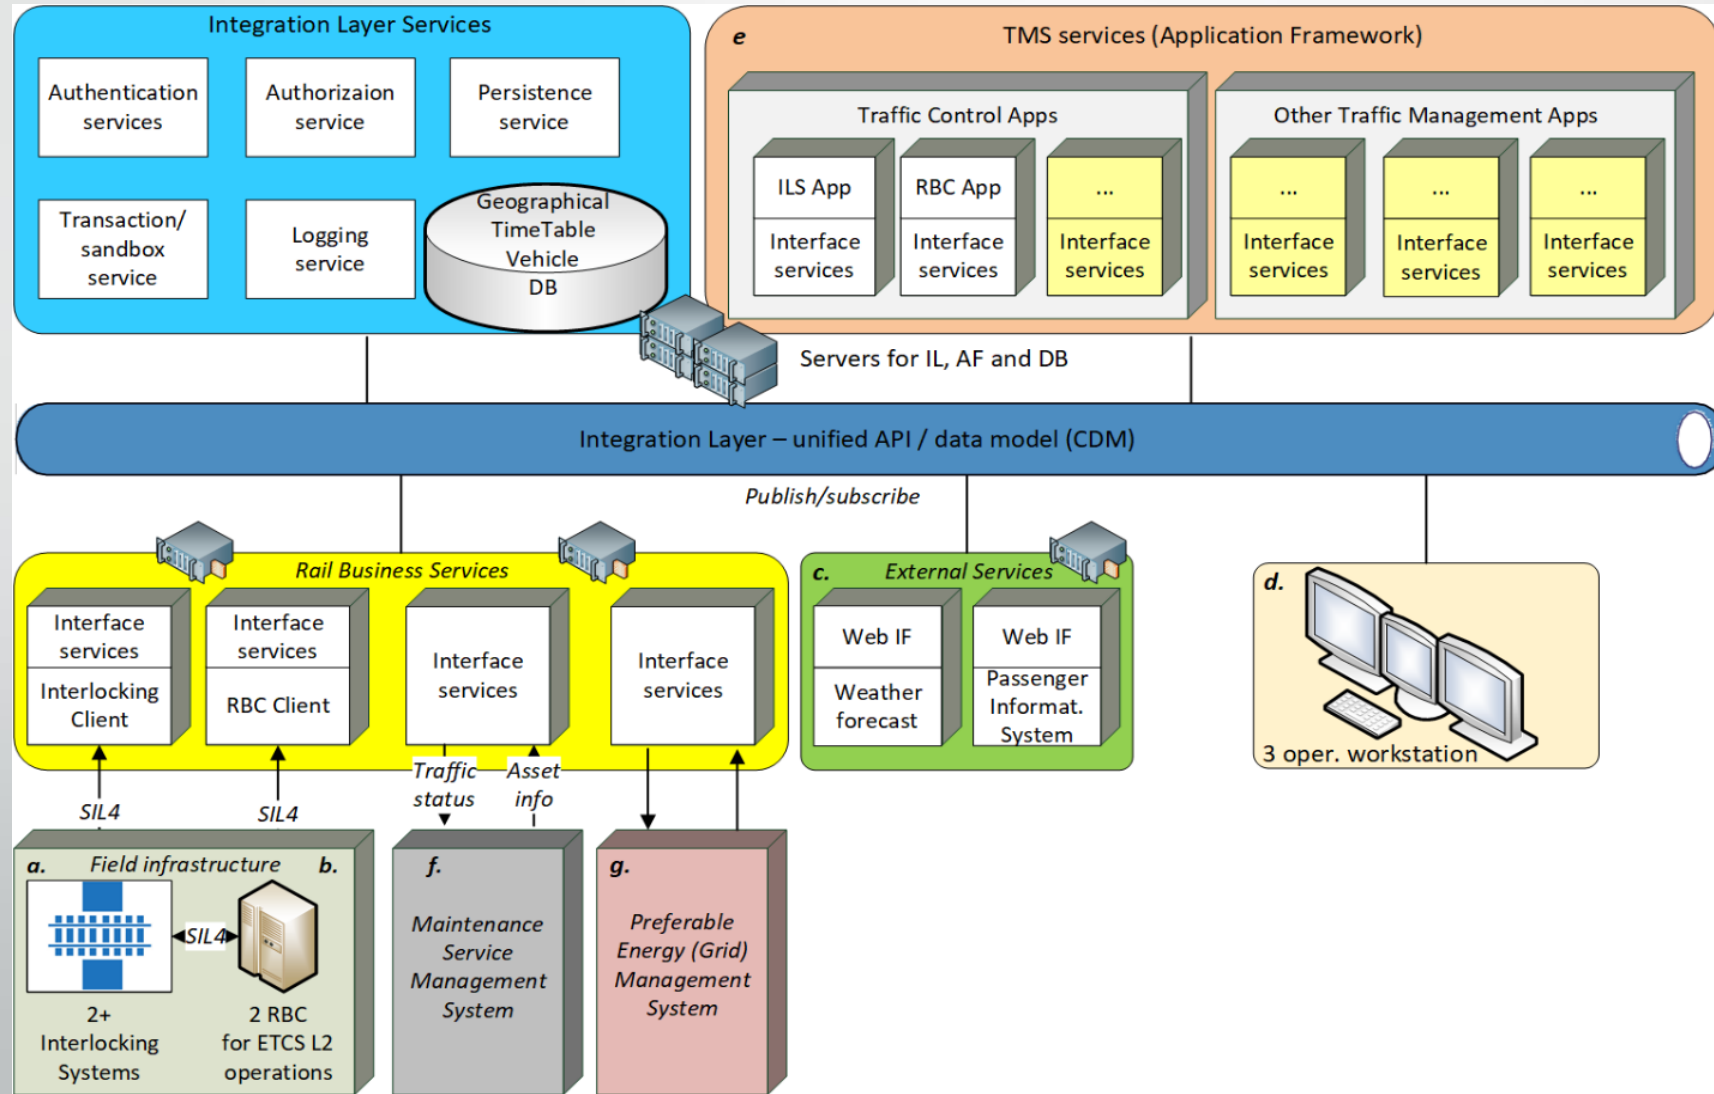 Integration Layer Services
Authentication
services
Authorizaion
service
Persistence
service
Transaction/
sandbox
service
Logging
service
Geographical
TimeTable
Vehicle
DB
e
TMS services (Application Framework)
Traffic Control Apps
ILS App
Interface
services
RBC App
Interface
services
...
Interface
services
Other Traffic Management Apps
...
Interface
services
...
Interface
services
...
Interface
services
Servers for IL, AF and DB
Integration Layer – unified API / data model (CDM)
Publish/subscribe
Rail Business Services
Interface
services
Interlocking
Client
Interface
services
RBC Client
Interface
services
Interface
services
c. External Services
Web IF
Weather
forecast
Web IF
Passenger
Informat.
System
d.
3 oper. workstation
SIL4
SIL4
Traffic
status
Asset
info
a. Field infrastructure b.
SIL4
2+
Interlocking
Systems
2 RBC
for ETCS L2
operations
f.
Maintenance
Service
Management
System
g.
Preferable
Energy (Grid)
Management
System